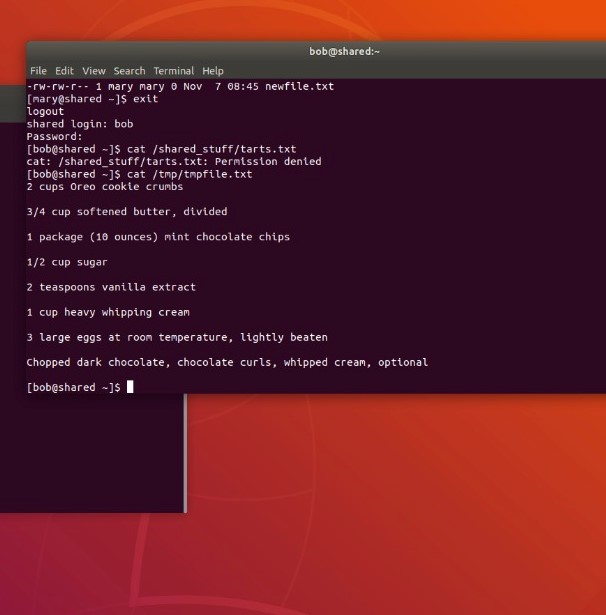 bob@shared:~
File Edit View Search Terminal Help
-rw-rw-r-- 1 mary mary 0 Nov  7 08:45 newfile.txt
[mary@shared ~]$ exit
logout
shared login: bob
Password:
[bob@shared ~]$ cat /shared_stuff/tarts.txt
cat: /shared_stuff/tarts.txt: Permission denied
[bob@shared ~]$ cat /tmp/tmpfile.txt
2 cups Oreo cookie crumbs
3/4 cup softened butter, divided
1 package (10 ounces) mint chocolate chips
1/2 cup sugar
2 teaspoons vanilla extract
1 cup heavy whipping cream
3 large eggs at room temperature, lightly beaten
Chopped dark chocolate, chocolate curls, whipped cream, optional
[bob@shared ~]$